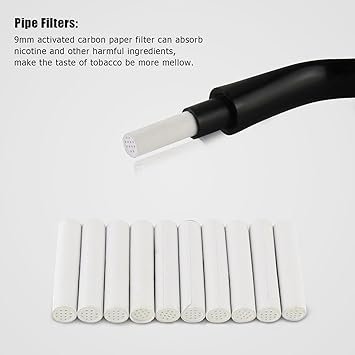 Pipe Filters:
9mm activated carbon paper filter can absorb
nicotine and other harmful ingredients,
make the taste of tobacco be more mellow.